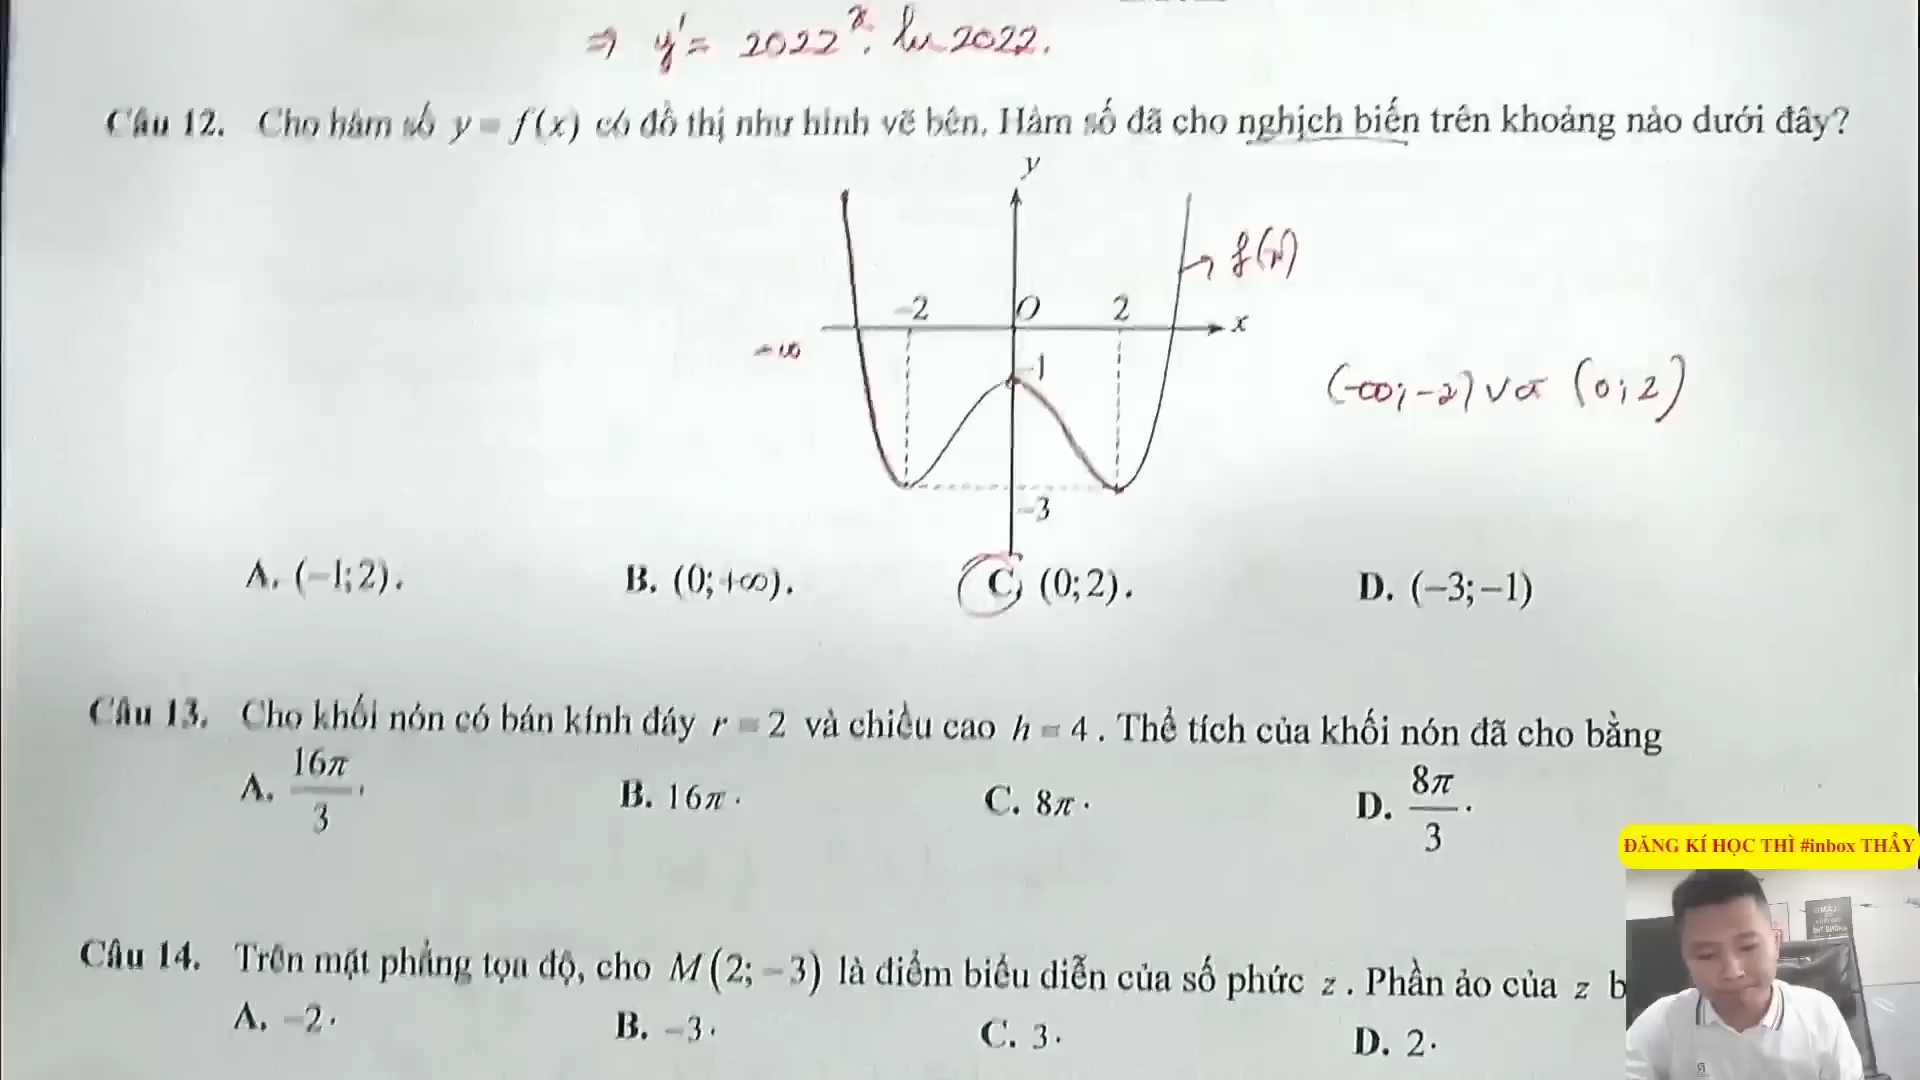 ⇒ y' = 2022ˣ. ln 2022.
Câu 12. Cho hàm số y = f(x) có đồ thị như hình vẽ bên. Hàm số đã cho nghịch biến trên khoảng nào dưới đây?
y
→ f(x)
-2 O 2 x
-∞
-1
(-∞; -2) và (0; 2)
-3
A. (-1;2).
B. (0;+∞).
C. (0;2).
D. (-3;-1)
Câu 13. Cho khối nón có bán kính đáy r = 2 và chiều cao h = 4. Thể tích của khối nón đã cho bằng
A. 16π/3.
B. 16π.
C. 8π.
D. 8π/3.
ĐĂNG KÍ HỌC THÌ #inbox THẦY
Câu 14. Trên mặt phẳng tọa độ, cho M(2;-3) là điểm biểu diễn của số phức z. Phần ảo của z b
A. -2.
B. -3.
C. 3.
D. 2.